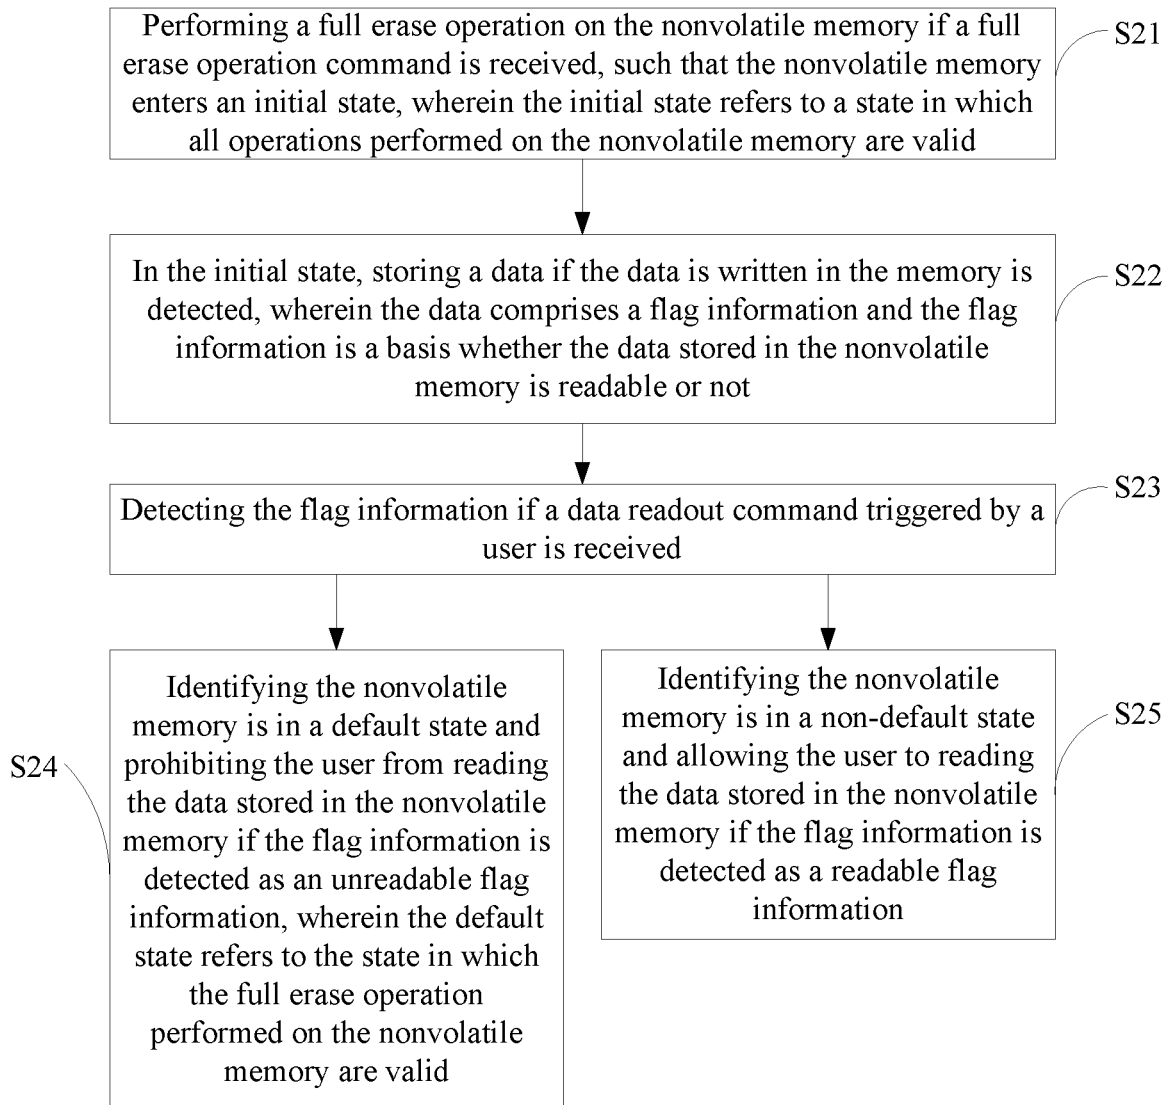 Performing a full erase operation on the nonvolatile memory if a full
erase operation command is received, such that the nonvolatile memory
enters an initial state, wherein the initial state refers to a state in which
all operations performed on the nonvolatile memory are valid
S21
In the initial state, storing a data if the data is written in the memory is
detected, wherein the data comprises a flag information and the flag
information is a basis whether the data stored in the nonvolatile
memory is readable or not
S22
Detecting the flag information if a data readout command triggered by a
user is received
S23
Identifying the nonvolatile
memory is in a default state and
prohibiting the user from reading
the data stored in the nonvolatile
memory if the flag information is
detected as an unreadable flag
information, wherein the default
state refers to the state in which
the full erase operation
performed on the nonvolatile
memory are valid
S24
Identifying the nonvolatile
memory is in a non-default state
and allowing the user to reading
the data stored in the nonvolatile
memory if the flag information is
detected as a readable flag
information
S25